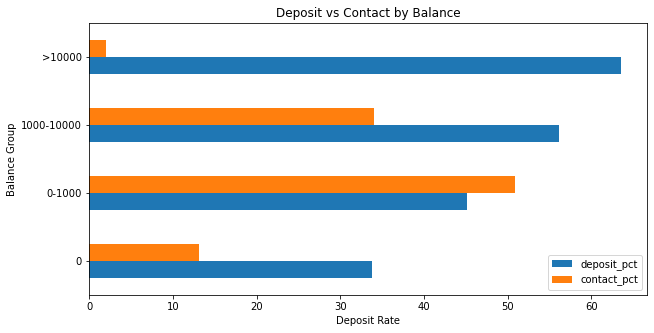 Deposit vs Contact by Balance
Balance Group
>10000
1000-10000
0-1000
0
0 10 20 30 40 50 60
Deposit Rate
deposit_pct
contact_pct